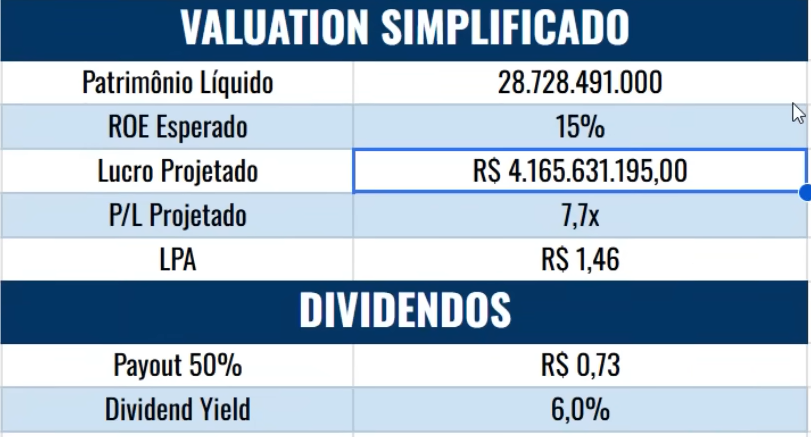 VALUATION SIMPLIFICADO
Patrimônio Líquido 28.728.491.000
ROE Esperado 15%
Lucro Projetado R$ 4.165.631.195,00
P/L Projetado 7,7x
LPA R$ 1,46
DIVIDENDOS
Payout 50% R$ 0,73
Dividend Yield 6,0%